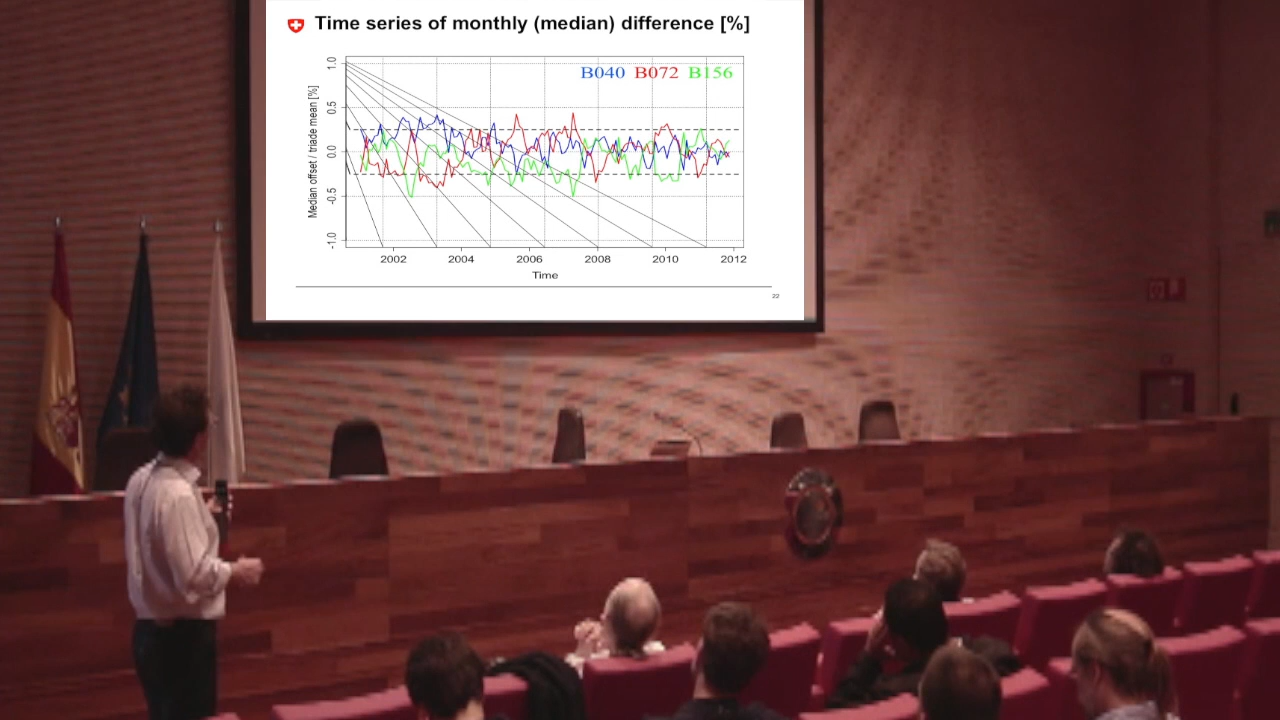 Time series of monthly (median) difference [%]
B040 B072 B156
Median offset / triade mean [%]
1.0
0.5
0.0
-0.5
-1.0
2002 2004 2006 2008 2010 2012
Time
22